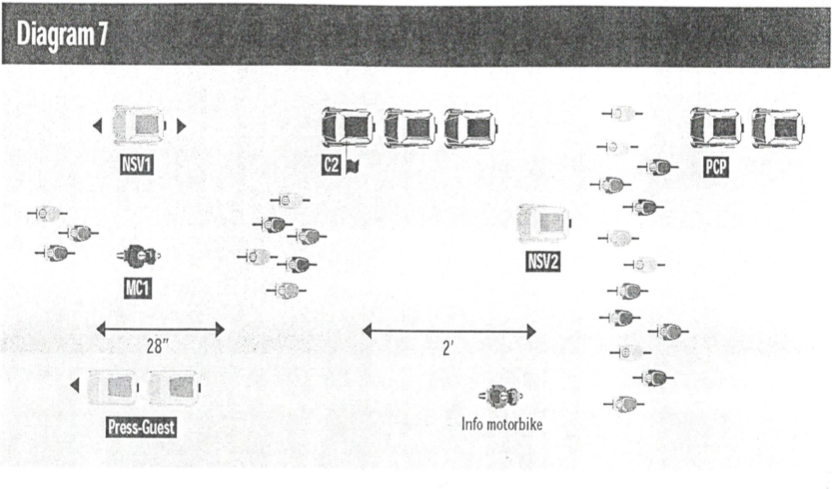 Diagram 7
NSV1
C2
PCP
NSV2
MC1
28"
2'
Press-Guest
Info motorbike